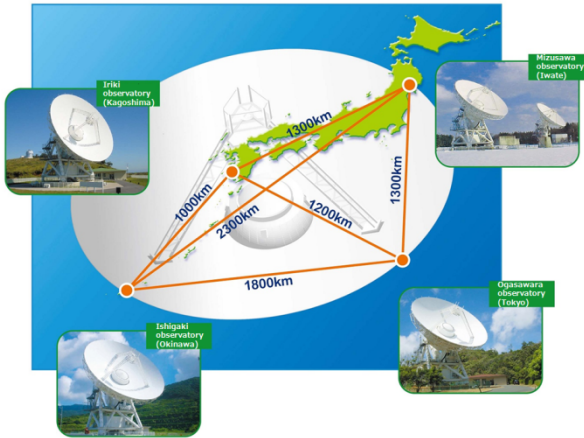 Iriki
observatory
(Kagoshima)
Mizusawa
observatory
(Iwate)
1300km
1300km
1000km
2300km
1200km
1800km
Ogasawara
observatory
(Tokyo)
Ishigaki
observatory
(Okinawa)